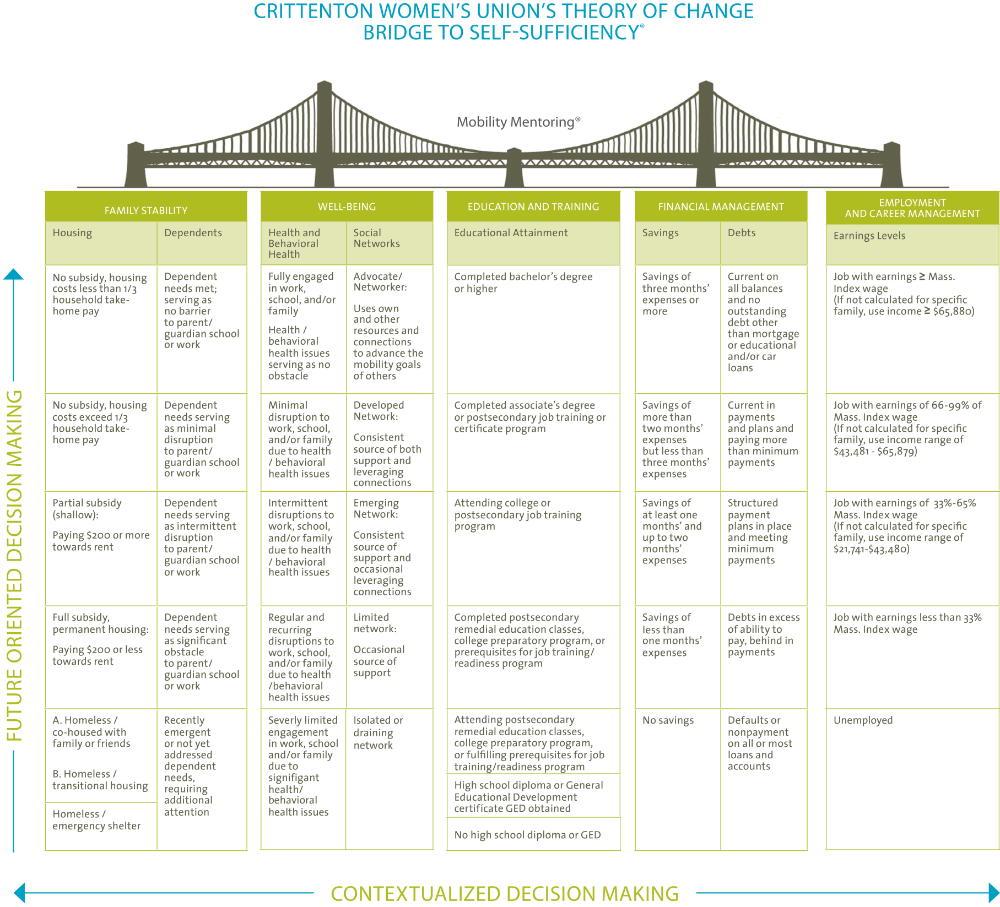 CRITTENTON WOMEN'S UNION'S THEORY OF CHANGE
BRIDGE TO SELF-SUFFICIENCY®
Mobility Mentoring®
FAMILY STABILITY
Housing
Dependents
No subsidy, housing
costs less than 1/3
household take-
home pay
Dependent
needs met;
serving as
no barrier
to parent/
guardian school
or work
No subsidy, housing
costs exceed 1/3
household take-
home pay
Dependent
needs serving
as minimal
disruption
to parent/
guardian school
or work
Partial subsidy
(shallow):
Paying $200 or more
towards rent
Dependent
needs serving
as intermittent
disruption
to parent/
guardian school
or work
Full subsidy,
permanent housing:
Paying $200 or less
towards rent
Dependent
needs serving
as significant
obstacle
to parent/
guardian school
or work
A. Homeless /
co-housed with
family or friends
B. Homeless /
transitional housing
Homeless /
emergency shelter
Recently
emergent
or not yet
addressed
dependent
needs,
requiring
additional
attention
WELL-BEING
Health and
Behavioral
Health
Social
Networks
Fully engaged
in work,
school, and/or
family
Health /
behavioral
health issues
serving as no
obstacle
Advocate/
Networker:
Uses own
and other
resources and
connections
to advance the
mobility goals
of others
Minimal
disruption to
work, school,
and/or family
due to health
/ behavioral
health issues
Developed
Network:
Consistent
source of both
support and
leveraging
connections
Intermittent
disruptions to
work, school,
and/or family
due to health
/ behavioral
health issues
Emerging
Network:
Consistent
source of
support and
occasional
leveraging
connections
Regular and
recurring
disruptions to
work, school,
and/or family
due to health
/behavioral
health issues
Limited
network:
Occasional
source of
support
Severly limited
engagement
in work, school
and/or family
due to
signifigant
health/
behavioral
health issues
Isolated or
draining
network
EDUCATION AND TRAINING
Educational Attainment
Completed bachelor's degree
or higher
Completed associate's degree
or postsecondary job training or
certificate program
Attending college or
postsecondary job training
program
Completed postsecondary
remedial education classes,
college preparatory program, or
prerequisites for job training/
readiness program
Attending postsecondary
remedial education classes,
college preparatory program,
or fulfilling prerequisites for job
training/readiness program
High school diploma or General
Educational Development
certificate GED obtained
No high school diploma or GED
FINANCIAL MANAGEMENT
Savings
Debts
Savings of
three months'
expenses or
more
Current on
all balances
and no
outstanding
debt other
than mortgage
or educational
and/or car
loans
Savings of
more than
two months'
expenses
but less than
three months'
expenses
Current in
payments
and plans and
paying more
than minimum
payments
Savings of
at least one
months' and
up to two
months'
expenses
Structured
payment
plans in place
and meeting
minimum
payments
Savings of
less than
one months'
expenses
Debts in excess
of ability to
pay, behind in
payments
No savings
Defaults or
nonpayment
on all or most
loans and
accounts
EMPLOYMENT
AND CAREER MANAGEMENT
Earnings Levels
Job with earnings ≥ Mass.
Index wage
(If not calculated for specific
family, use income ≥ $65,880)
Job with earnings of 66-99% of
Mass. Index wage
(If not calculated for specific
family, use income range of
$43,481 - $65,879)
Job with earnings of 33%-65%
Mass. Index wage
(If not calculated for specific
family, use income range of
$21,741-$43,480)
Job with earnings less than 33%
Mass. Index wage
Unemployed
FUTURE ORIENTED DECISION MAKING
CONTEXTUALIZED DECISION MAKING